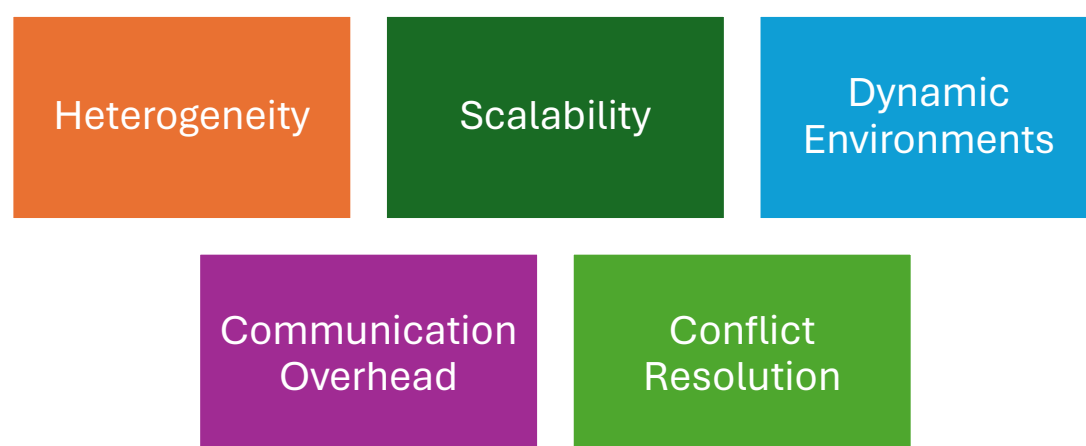 Heterogeneity
Scalability
Dynamic
Environments
Communication
Overhead
Conflict
Resolution